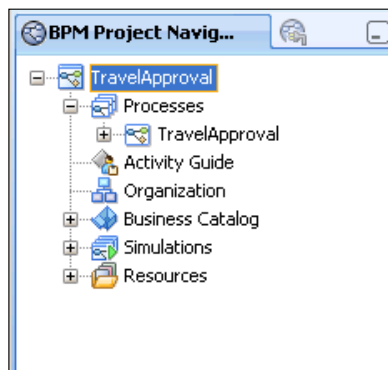 BPM Project Navig...
TravelApproval
Processes
TravelApproval
Activity Guide
Organization
Business Catalog
Simulations
Resources